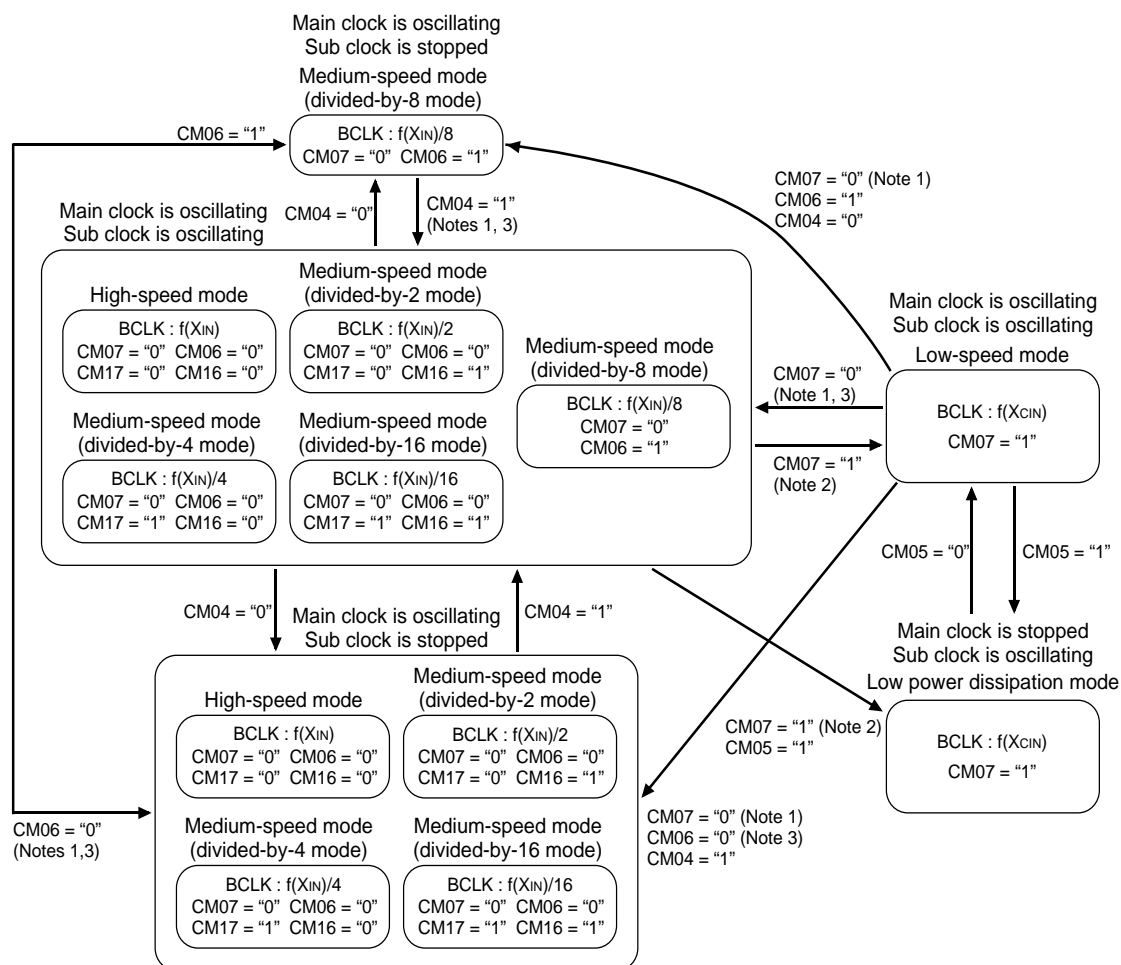 Main clock is oscillating
Sub clock is stopped
Medium-speed mode
(divided-by-8 mode)
BCLK : f(XIN)/8
CM07 = “0” CM06 = “1”
CM06 = “1”
CM04 = “0”
CM04 = “1”
(Notes 1, 3)
CM07 = “0” (Note 1)
CM06 = “1”
CM04 = “0”
Main clock is oscillating
Sub clock is oscillating
High-speed mode
BCLK : f(XIN)
CM07 = “0” CM06 = “0”
CM17 = “0” CM16 = “0”
Medium-speed mode
(divided-by-2 mode)
BCLK : f(XIN)/2
CM07 = “0” CM06 = “0”
CM17 = “0” CM16 = “1”
Medium-speed mode
(divided-by-4 mode)
BCLK : f(XIN)/4
CM07 = “0” CM06 = “0”
CM17 = “1” CM16 = “0”
Medium-speed mode
(divided-by-16 mode)
BCLK : f(XIN)/16
CM07 = “0” CM06 = “0”
CM17 = “1” CM16 = “1”
Medium-speed mode
(divided-by-8 mode)
BCLK : f(XIN)/8
CM07 = “0”
CM06 = “1”
CM07 = “0”
(Note 1, 3)
CM07 = “1”
(Note 2)
Main clock is oscillating
Sub clock is oscillating
Low-speed mode
BCLK : f(XCIN)
CM07 = “1”
CM05 = “0”
CM05 = “1”
Main clock is stopped
Sub clock is oscillating
Low power dissipation mode
BCLK : f(XCIN)
CM07 = “1”
CM07 = “1” (Note 2)
CM05 = “1”
CM04 = “0”
CM04 = “1”
Main clock is oscillating
Sub clock is stopped
High-speed mode
BCLK : f(XIN)
CM07 = “0” CM06 = “0”
CM17 = “0” CM16 = “0”
Medium-speed mode
(divided-by-2 mode)
BCLK : f(XIN)/2
CM07 = “0” CM06 = “0”
CM17 = “0” CM16 = “1”
Medium-speed mode
(divided-by-4 mode)
BCLK : f(XIN)/4
CM07 = “0” CM06 = “0”
CM17 = “1” CM16 = “0”
Medium-speed mode
(divided-by-16 mode)
BCLK : f(XIN)/16
CM07 = “0” CM06 = “0”
CM17 = “1” CM16 = “1”
CM07 = “0” (Note 1)
CM06 = “0” (Note 3)
CM04 = “1”
CM06 = “0”
(Notes 1,3)